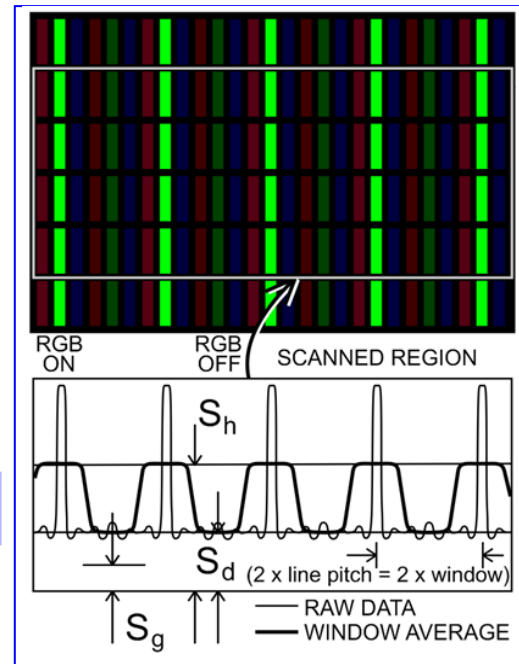 RGB ON
RGB OFF
SCANNED REGION
Sh
Sd
(2 x line pitch = 2 x window)
Sg
RAW DATA
WINDOW AVERAGE